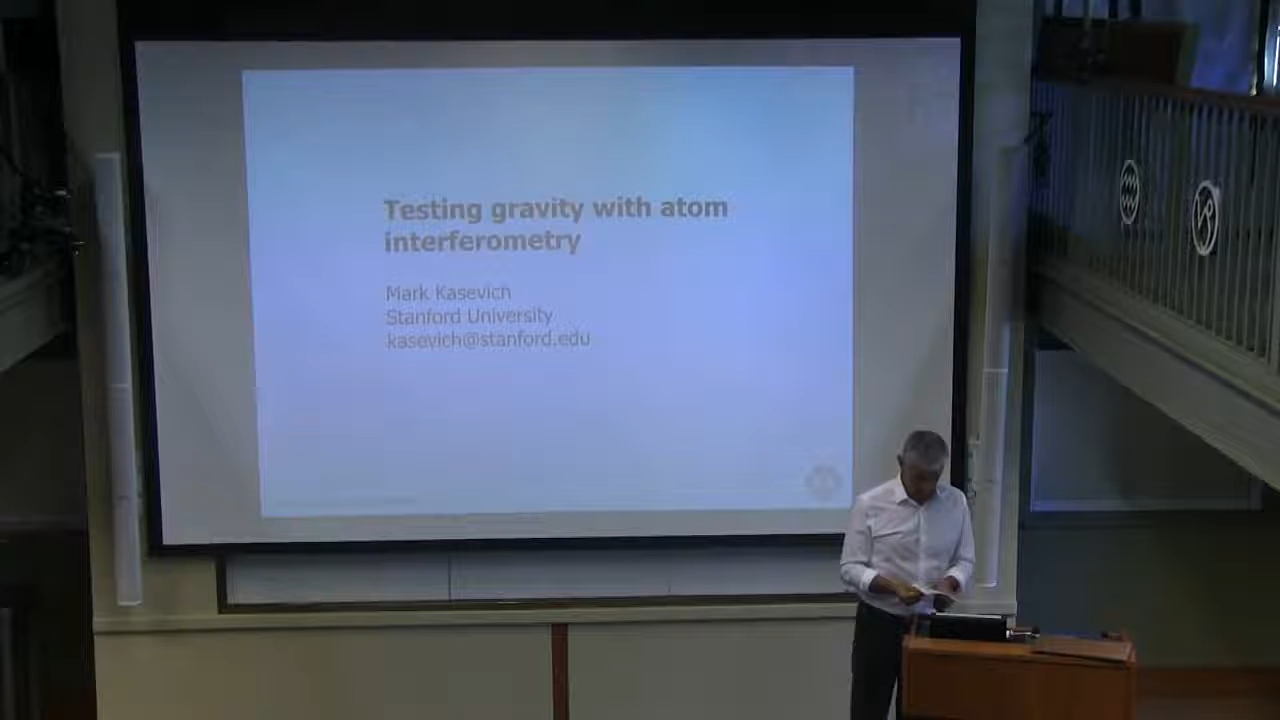 Testing gravity with atom
interferometry
Mark Kasevich
Stanford University
kasevich@stanford.edu